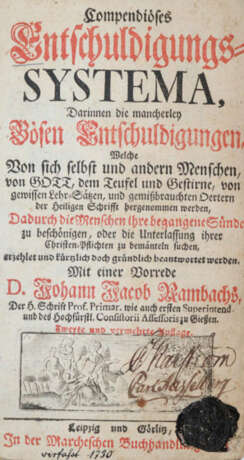 Compendiöses
Entschuldigungs-
SYSTEMA,
Darinnen die mancherley
Bösen Entschuldigungen,
Welche
Von sich selbst und andern Menschen,
von GOTT, dem Teufel und Gestirne, von
gewissen Lehr-Sätzen, und gemißbrauchten Oertern
der Heiligen Schrifft hergenommen werden,
Dadurch die Menschen ihre begangene Sünde
zu beschönigen, oder die Unterlassung ihrer
Christen-Pflichten zu bemänteln suchen,
erzehlet und kürtzlich doch gründlich beantwortet werden.
Mit einer Vorrede
D. Johann Jacob Rambachs,
Der H. Schrift Prof. Primar. wie auch ersten Superintend.
und des Hochfürstl. Consistorii Assessoris zu Gießen.
Zweyte und vermehrte Auflage.
Leipzig und Görlitz,
In der Marcheschen Buchhandlung
verfasst 1730